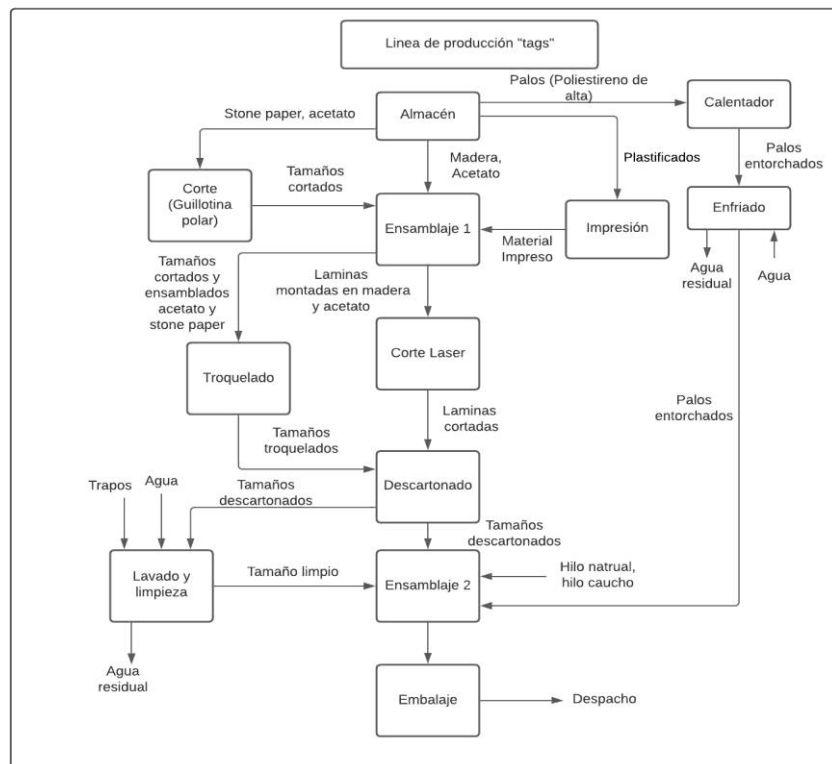 Linea de producción "tags"
Palos (Poliestireno de
alta)
Calentador
Stone paper, acetato
Almacén
Palos
entorchados
Madera,
Acetato
Plastificados
Tamaños
cortados
Corte
(Guillotina
polar)
Ensamblaje 1
Material
Impreso
Impresión
Enfriado
Agua
residual
Agua
Tamaños
cortados y
ensamblados
acetato y
stone paper
Laminas
montadas en madera
y acetato
Corte Laser
Troquelado
Laminas
cortadas
Palos
entorchados
Tamaños
troquelados
Descartonado
Trapos
Agua
Tamaños
descartonados
Tamaños
descartonados
Lavado y
limpieza
Tamaño limpio
Ensamblaje 2
Hilo natrual,
hilo caucho
Agua
residual
Embalaje
Despacho